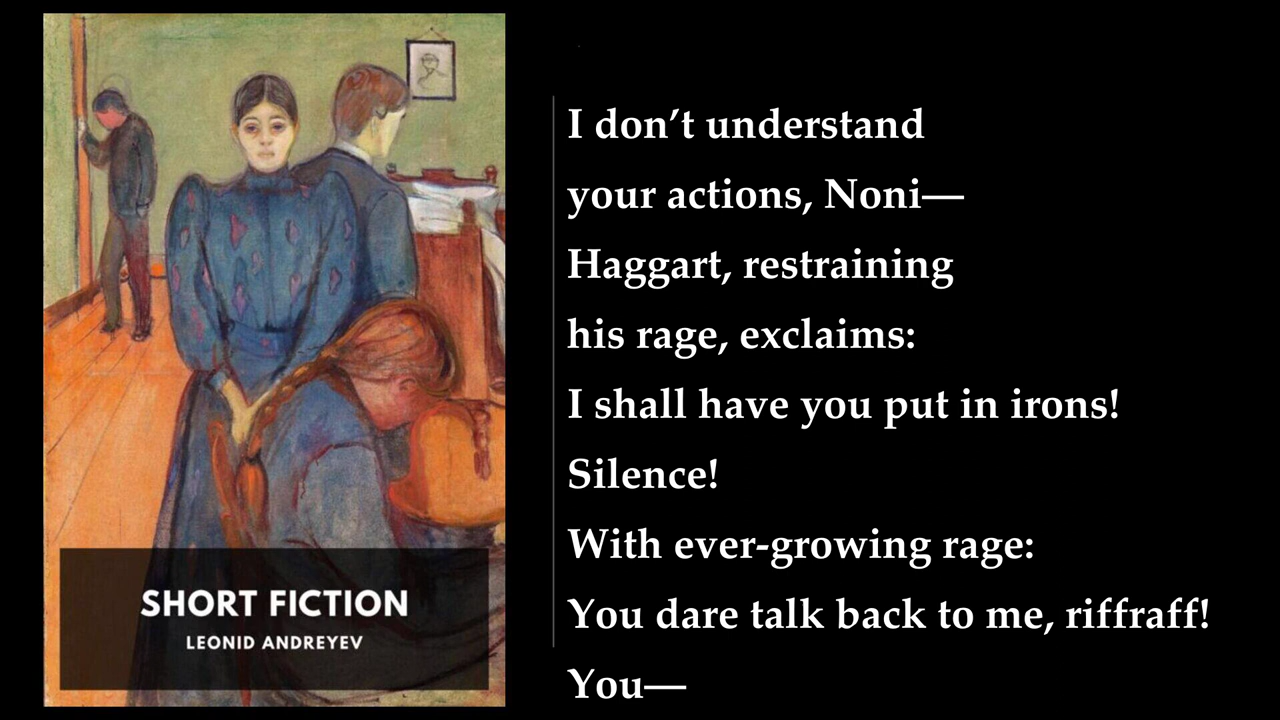 SHORT FICTION
LEONID ANDREYEV
I don’t understand
your actions, Noni—
Haggart, restraining
his rage, exclaims:
I shall have you put in irons!
Silence!
With ever-growing rage:
You dare talk back to me, riffraff!
You—